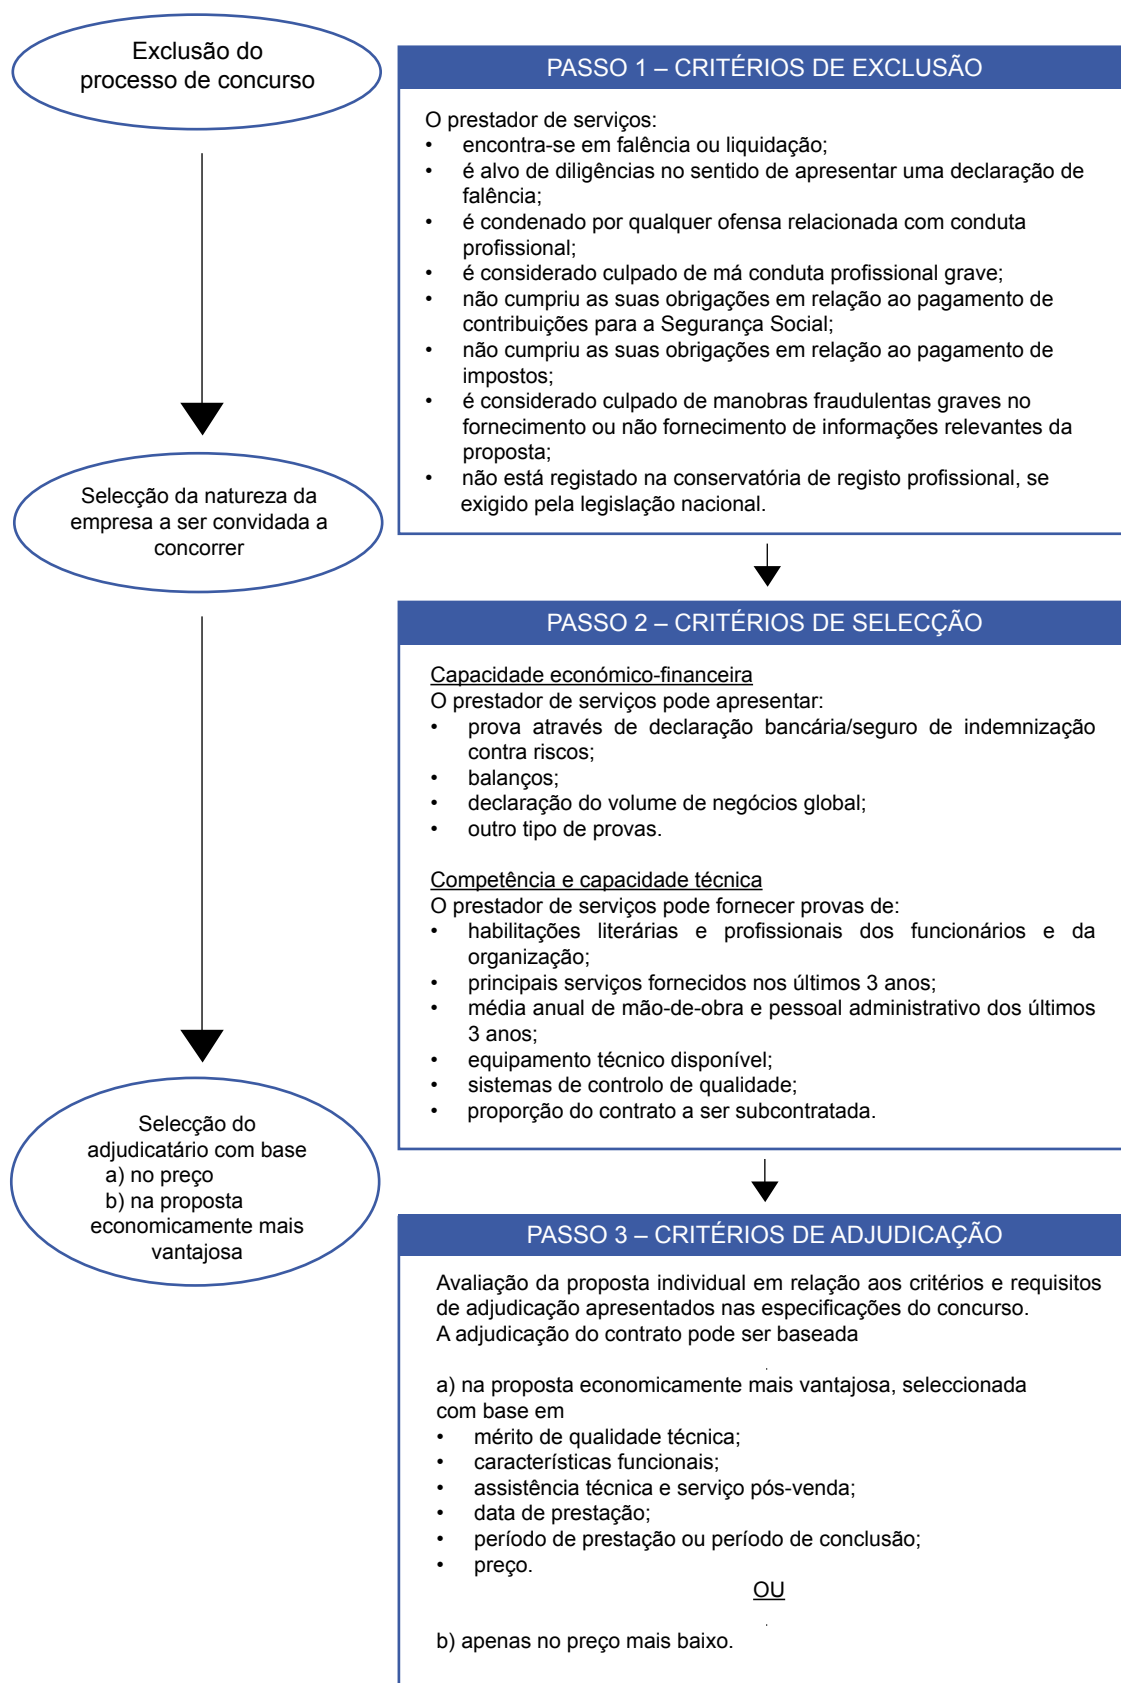 Exclusão do
processo de concurso
PASSO 1 – CRITÉRIOS DE EXCLUSÃO
O prestador de serviços:
• encontra-se em falência ou liquidação;
• é alvo de diligências no sentido de apresentar uma declaração de
falência;
• é condenado por qualquer ofensa relacionada com conduta
profissional;
• é considerado culpado de má conduta profissional grave;
• não cumpriu as suas obrigações em relação ao pagamento de
contribuições para a Segurança Social;
• não cumpriu as suas obrigações em relação ao pagamento de
impostos;
• é considerado culpado de manobras fraudulentas graves no
fornecimento ou não fornecimento de informações relevantes da
proposta;
• não está registado na conservatória de registo profissional, se
exigido pela legislação nacional.
Selecção da natureza da
empresa a ser convidada a
concorrer
PASSO 2 – CRITÉRIOS DE SELECÇÃO
Capacidade económico-financeira
O prestador de serviços pode apresentar:
• prova através de declaração bancária/seguro de indemnização
contra riscos;
• balanços;
• declaração do volume de negócios global;
• outro tipo de provas.
Competência e capacidade técnica
O prestador de serviços pode fornecer provas de:
• habilitações literárias e profissionais dos funcionários e da
organização;
• principais serviços fornecidos nos últimos 3 anos;
• média anual de mão-de-obra e pessoal administrativo dos últimos
3 anos;
• equipamento técnico disponível;
• sistemas de controlo de qualidade;
• proporção do contrato a ser subcontratada.
Selecção do
adjudicatário com base
a) no preço
b) na proposta
economicamente mais
vantajosa
PASSO 3 – CRITÉRIOS DE ADJUDICAÇÃO
Avaliação da proposta individual em relação aos critérios e requisitos
de adjudicação apresentados nas especificações do concurso.
A adjudicação do contrato pode ser baseada
a) na proposta economicamente mais vantajosa, seleccionada
com base em
• mérito de qualidade técnica;
• características funcionais;
• assistência técnica e serviço pós-venda;
• data de prestação;
• período de prestação ou período de conclusão;
• preço.
OU
b) apenas no preço mais baixo.